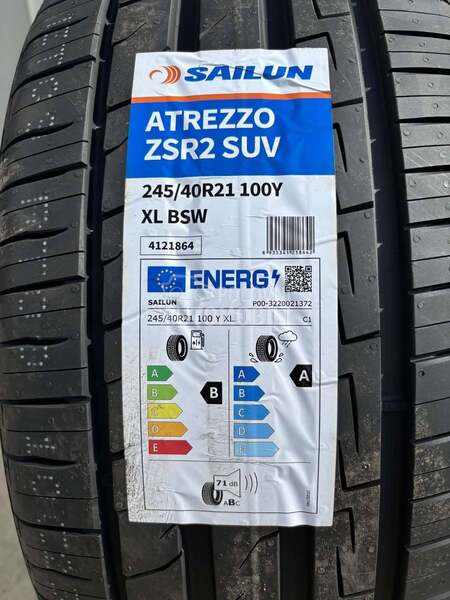 SAILUN
ATREZZO
ZSR2 SUV
245/40R21 100Y
XL BSW
4121864
ENERG
SAILUN
P00-3220021372
245/40R21 100 Y XL
C1
A
B
C
D
E
B
A
B
C
D
E
A
71 dB
ABC